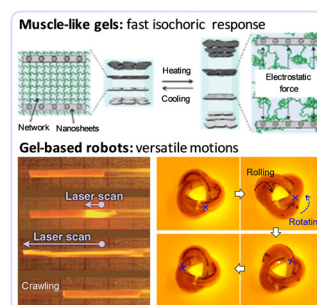 Muscle-like gels: fast isochoric response
Heating
Cooling
Electrostatic
force
Network
Nanosheets
Gel-based robots: versatile motions
Laser scan
Laser scan
Crawling
Rolling
Rotatin